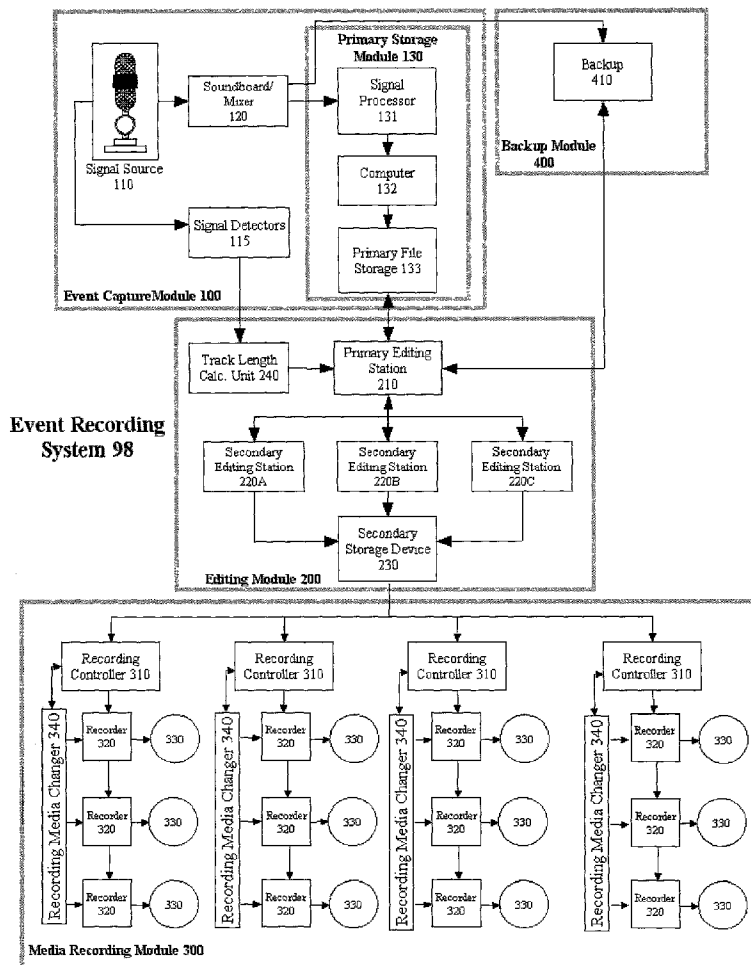 Primary Storage
Module 130
Signal
Processor
131
Computer
132
Primary File
Storage 133
Soundboard/
Mixer
120
Signal Source
110
Signal Detectors
115
Event CaptureModule 100
Backup
410
Backup Module
400
Track Length
Calc. Unit 240
Primary Editing
Station
210
Event Recording
System 98
Secondary
Editing Station
220A
Secondary
Editing Station
220B
Secondary
Editing Station
220C
Secondary
Storage Device
230
Editing Module 200
Recording
Controller 310
Recording
Controller 310
Recording
Controller 310
Recording
Controller 310
Recording Media Changer 340
Recorder
320
330
Recorder
320
330
Recorder
320
330
Recording Media Changer 340
Recorder
320
330
Recorder
320
330
Recorder
320
330
Recording Media Changer 340
Recorder
320
330
Recorder
320
330
Recorder
320
330
Recording Media Changer 340
Recorder
320
330
Recorder
320
330
Recorder
320
330
Media Recording Module 300